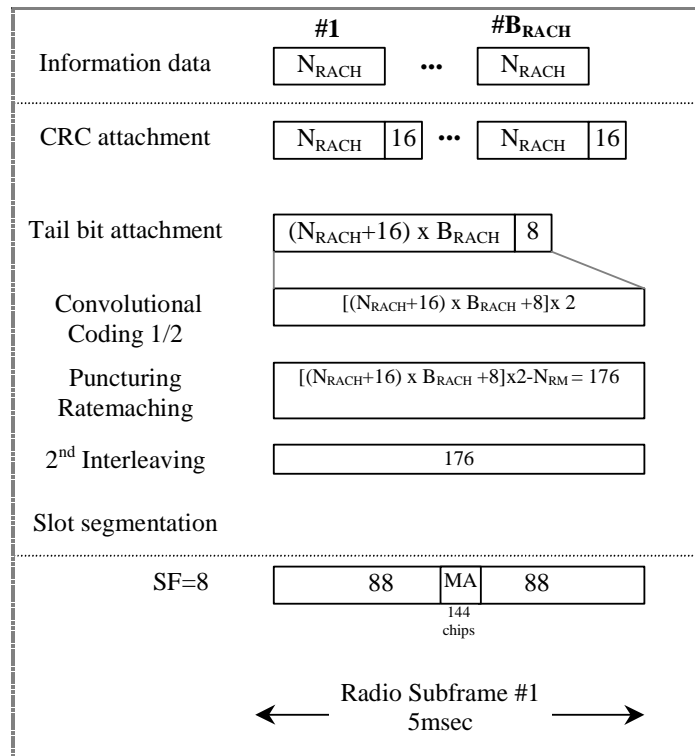 #1 #B_RACH
Information data N_RACH ... N_RACH
CRC attachment N_RACH 16 ... N_RACH 16
Tail bit attachment (N_RACH+16) x B_RACH 8
Convolutional
Coding 1/2
[(N_RACH+16) x B_RACH +8]x 2
Puncturing
Ratemaching
[(N_RACH+16) x B_RACH +8]x2-N_RM = 176
2nd Interleaving 176
Slot segmentation
SF=8 88 MA 88
144
chips
Radio Subframe #1
5msec